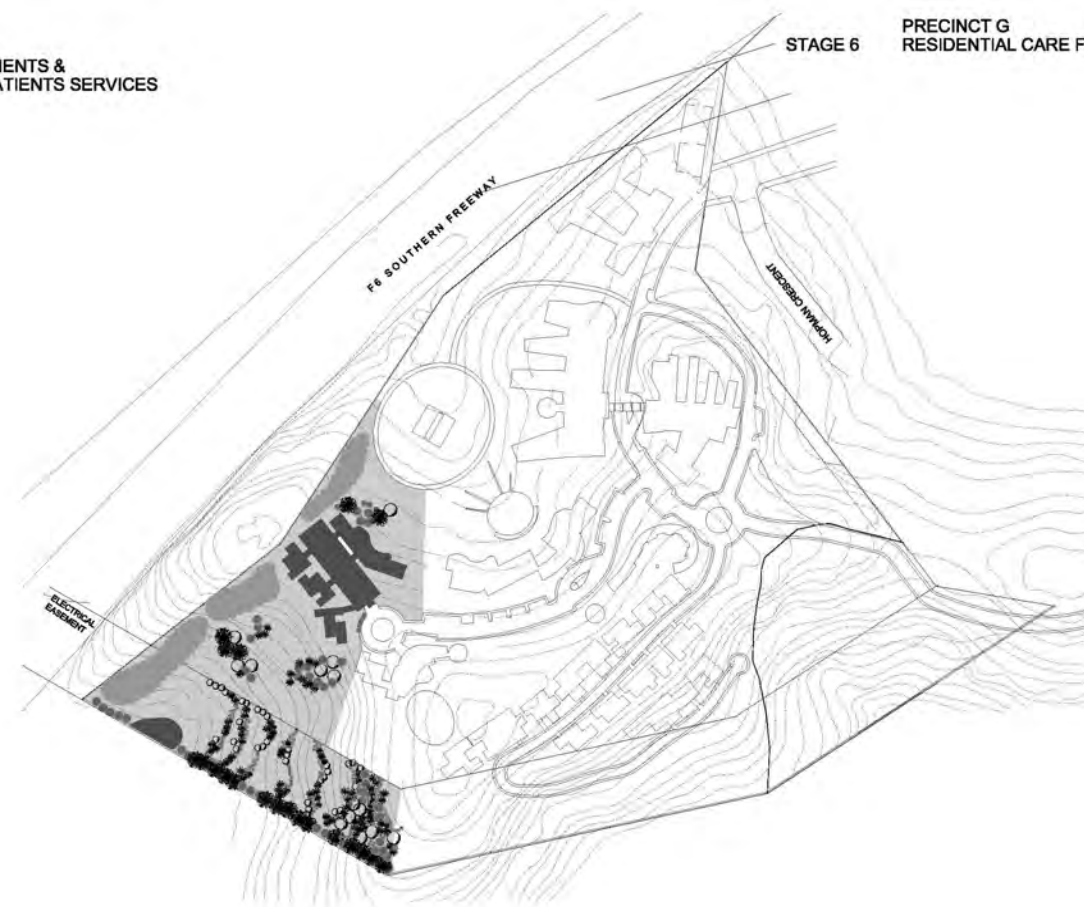 IENTS &
ATIENTS SERVICES
STAGE 6
PRECINCT G
RESIDENTIAL CARE F
F6 SOUTHERN FREEWAY
HOPMAN CRESCENT
ELECTRICAL
EASEMENT